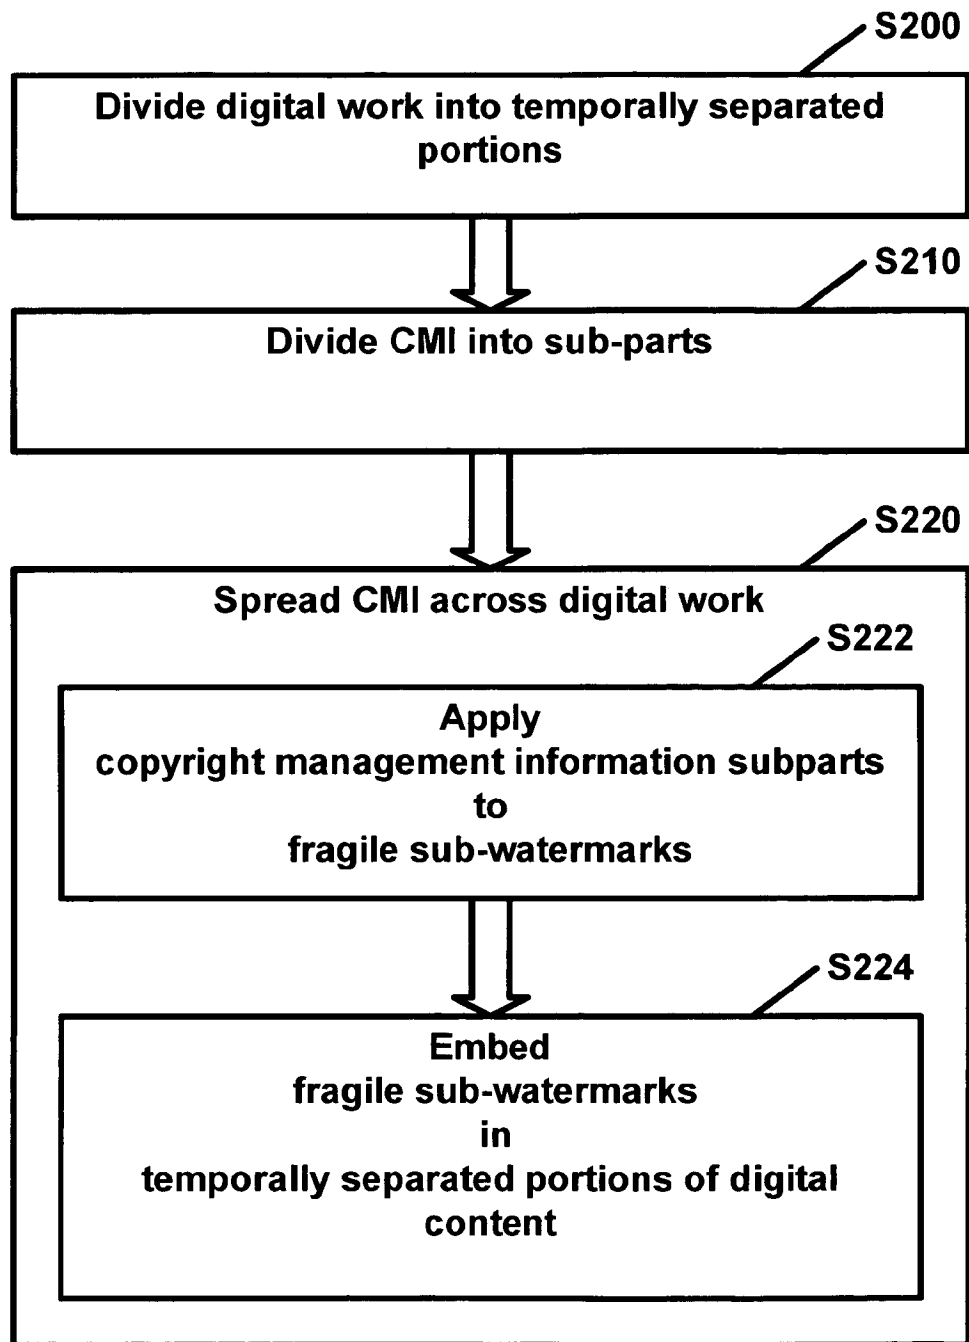 S200
Divide digital work into temporally separated
portions
S210
Divide CMI into sub-parts
S220
Spread CMI across digital work
S222
Apply
copyright management information subparts
to
fragile sub-watermarks
S224
Embed
fragile sub-watermarks
in
temporally separated portions of digital
content